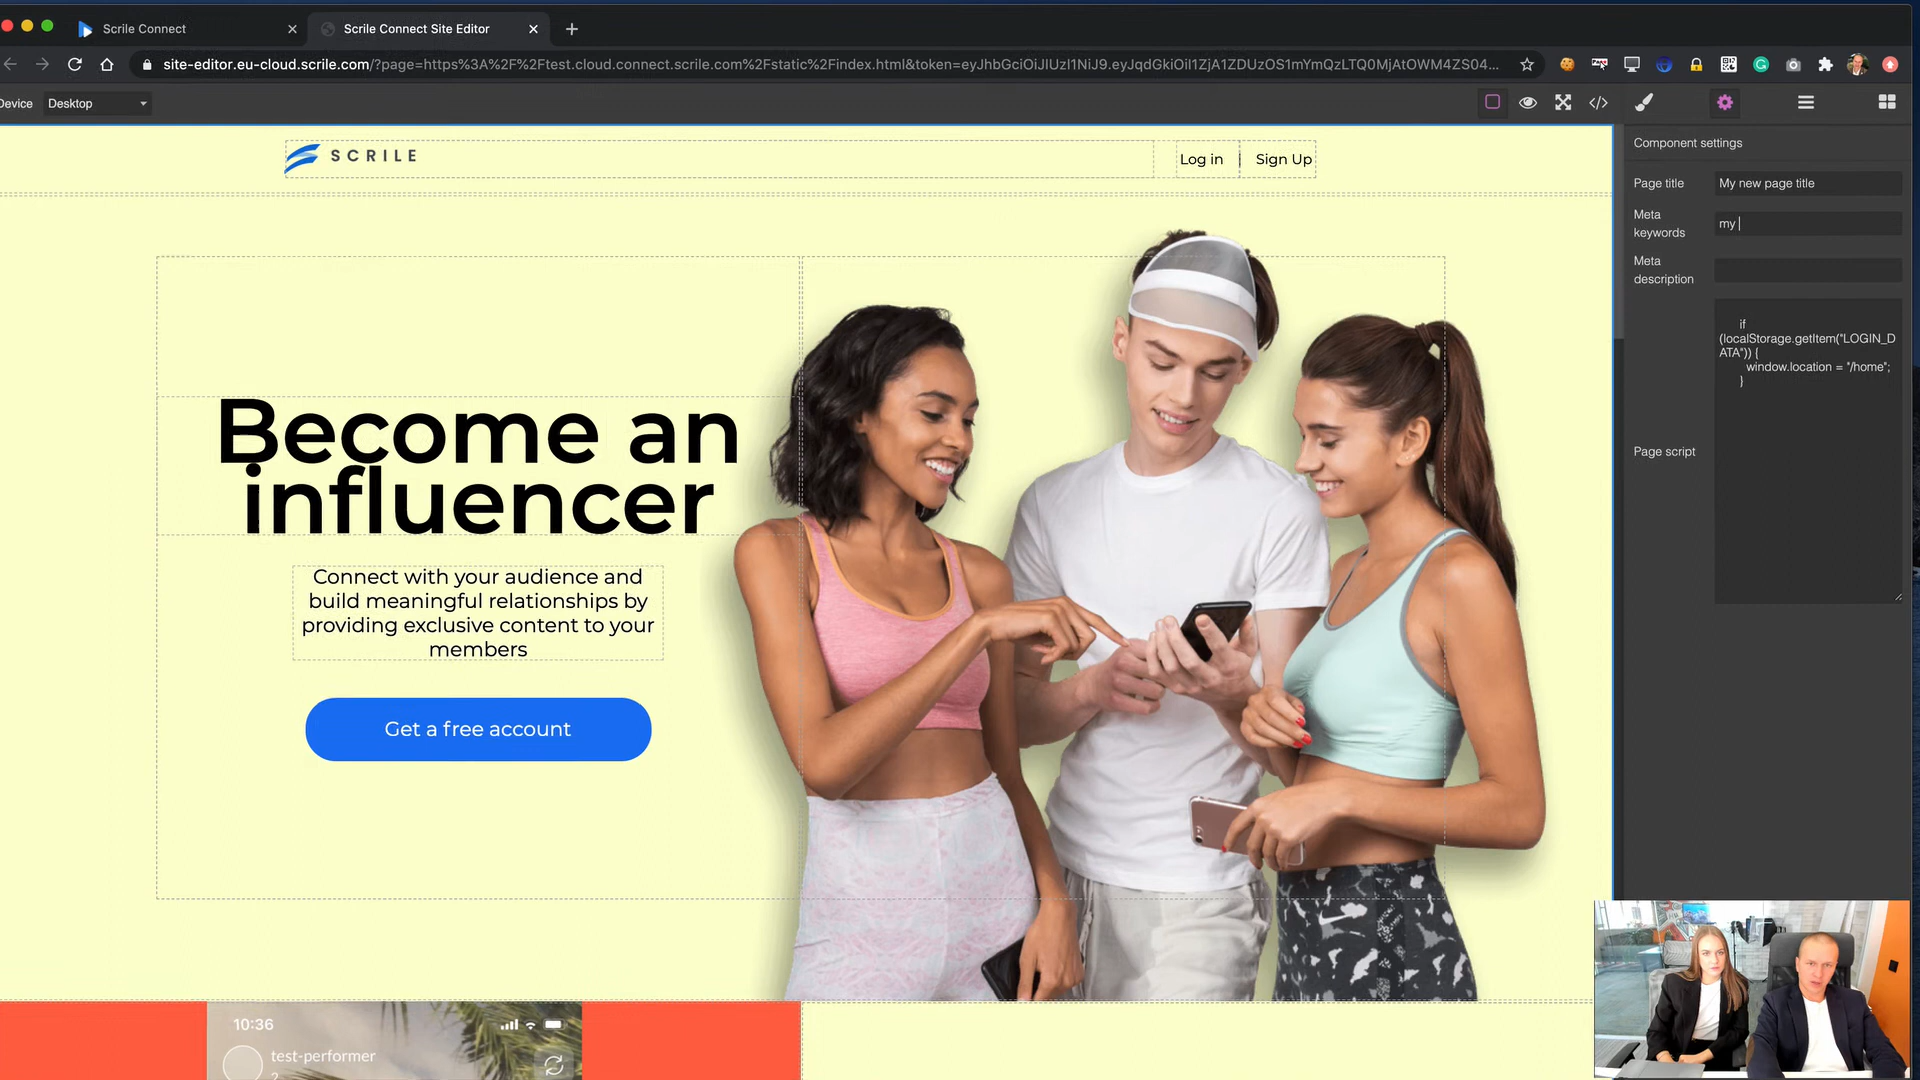 Scrile Connect
Scrile Connect Site Editor
site-editor.eu-cloud.scrile.com/?page=https%3A%2F%2Ftest.cloud.connect.scrile.com%2Fstatic%2Findex.html&token=
Device
Desktop
SCRILE
Log in
Sign Up
Become an
influencer
Connect with your audience and
build meaningful relationships by
providing exclusive content to your
members
Get a free account
10:36
test-performer
Component settings
Page title
My new page title
Meta
keywords
my
Meta
description
Page script
if
(localStorage.getItem("LOGIN_D
ATA")) {
window.location = "/home";
}